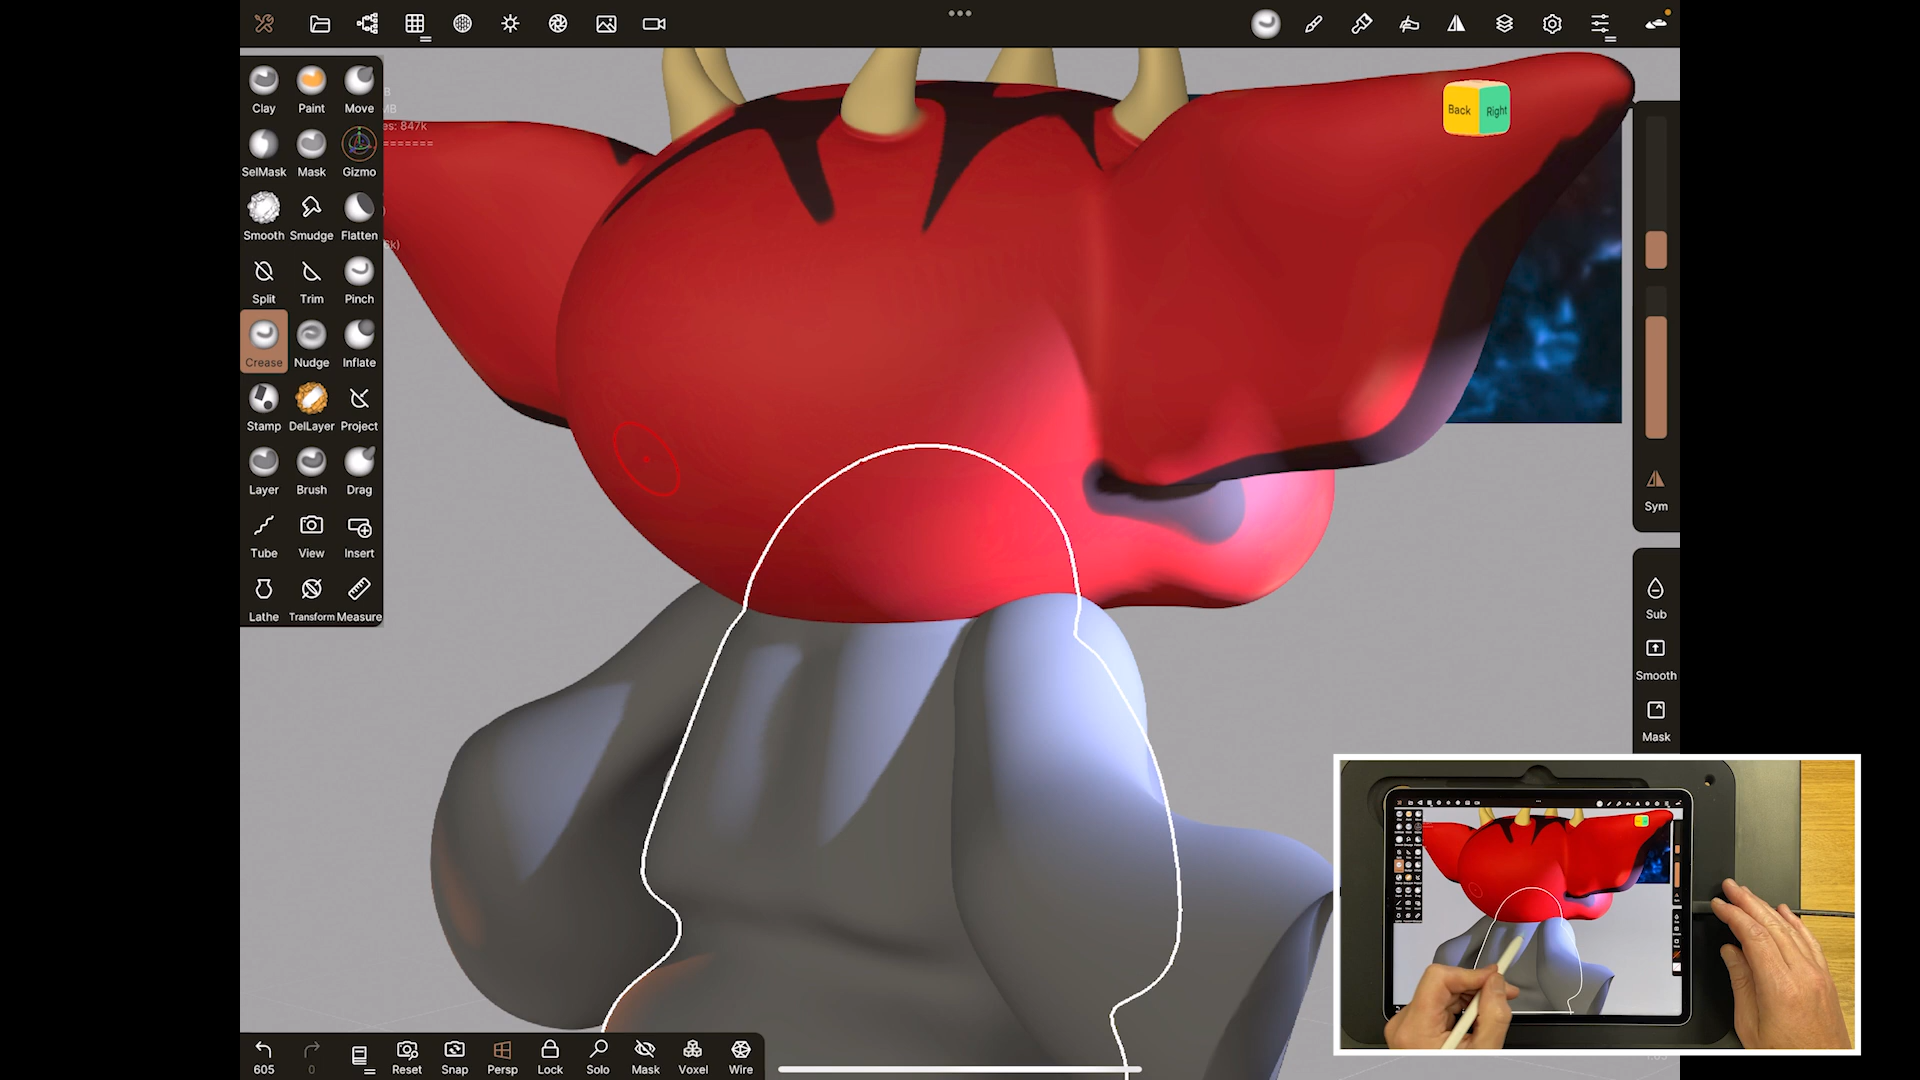 Clay Paint Move
B
MB
es: 847k
=======
SelMask Mask Gizmo
Smooth Smudge Flatten
k)
Split Trim Pinch
Crease Nudge Inflate
Stamp DelLayer Project
Layer Brush Drag
Tube View Insert
Lathe Transform Measure
Back Right
Sym
Sub
Smooth
Mask
605 0 Reset Snap Persp Lock Solo Mask Voxel Wire